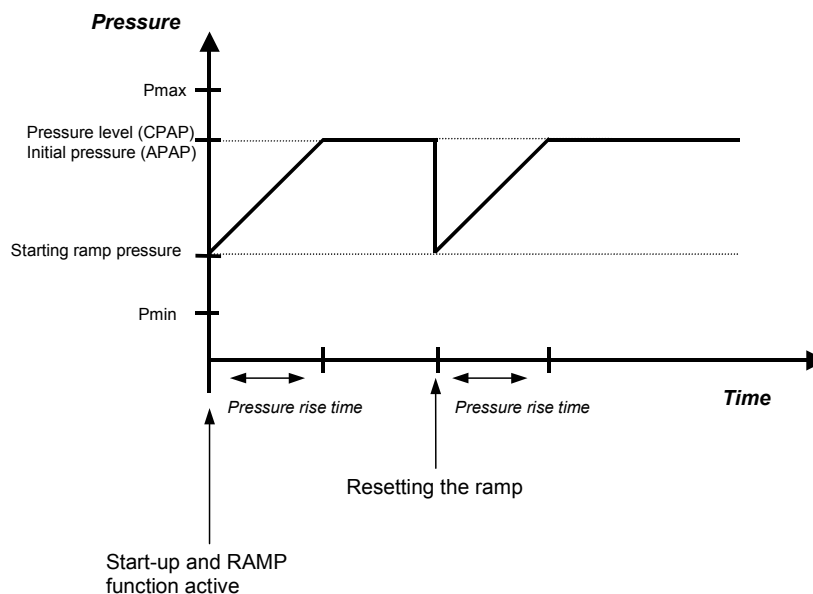 Pressure
Pmax
Pressure level (CPAP)
Initial pressure (APAP)
Starting ramp pressure
Pmin
Pressure rise time
Pressure rise time
Time
Resetting the ramp
Start-up and RAMP
function active